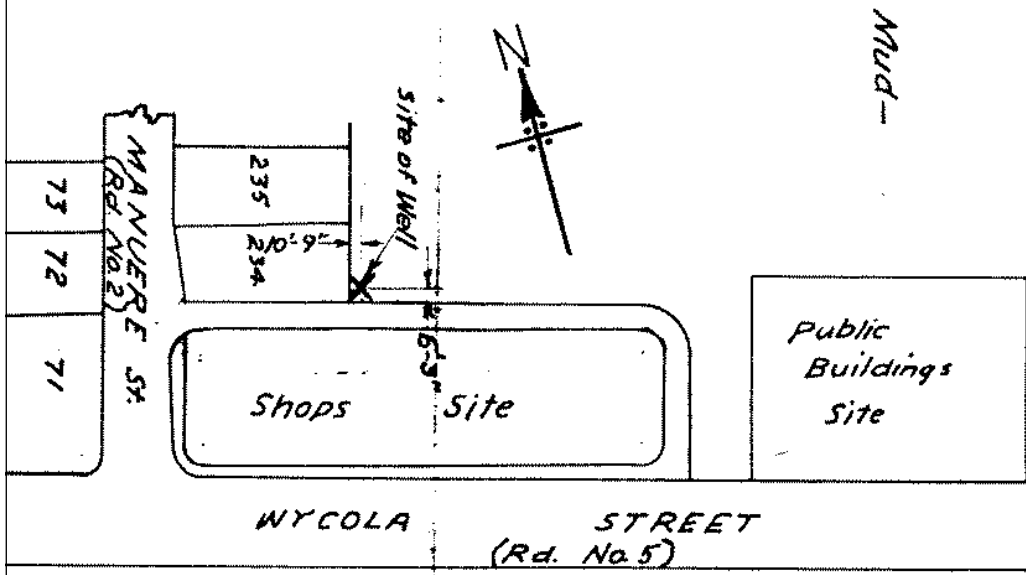 Mud-
N
Site of Well
MANVERE St.
(Rd. No. 2)
235
234
10'-9"
73
72
71
6'-3"
Shops Site
Public
Buildings
Site
WYCOLA STREET
(Rd. No. 5)